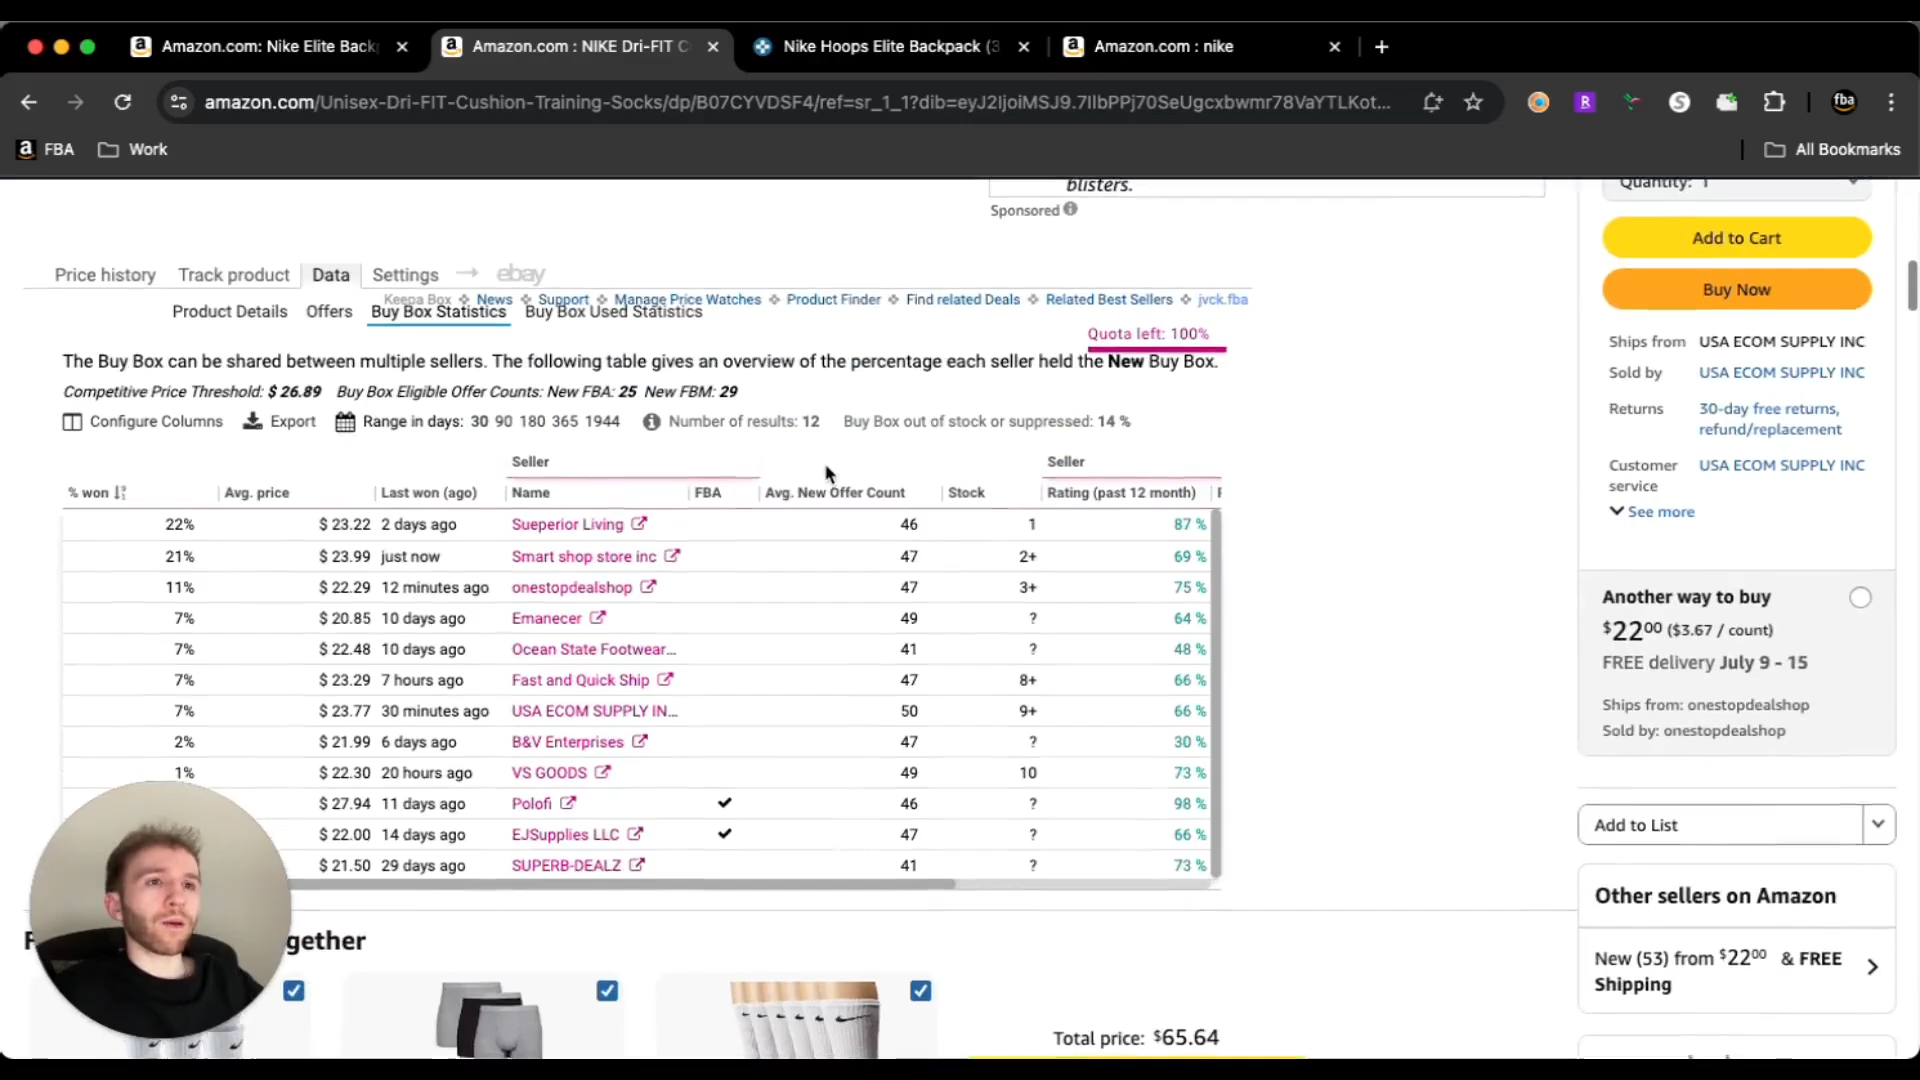 Amazon.com: Nike Elite Back
Amazon.com : NIKE Dri-FIT C
Nike Hoops Elite Backpack (3
Amazon.com : nike
amazon.com/Unisex-Dri-FIT-Cushion-Training-Socks/dp/B07CYVDSF4/ref=sr_1_1?dib=eyJ2IjoiMSJ9.7IIbPPj70SeUgcxbwmr78VaYTLKot...
fba
FBA
Work
All Bookmarks
blisters.
Sponsored
Quantity: 1
Add to Cart
Buy Now
Price history Track product Data Settings → ebay
Keepa Box News Support Manage Price Watches Product Finder Find related Deals Related Best Sellers jvck.fba
Product Details Offers Buy Box Statistics Buy Box Used Statistics
Quota left: 100%
The Buy Box can be shared between multiple sellers. The following table gives an overview of the percentage each seller held the New Buy Box.
Competitive Price Threshold: $ 26.89 Buy Box Eligible Offer Counts: New FBA: 25 New FBM: 29
Configure Columns Export Range in days: 30 90 180 365 1944 Number of results: 12 Buy Box out of stock or suppressed: 14 %
Seller Seller
% won Avg. price Last won (ago) Name FBA Avg. New Offer Count Stock Rating (past 12 month)
22% $ 23.22 2 days ago Sueperior Living 46 1 87 %
21% $ 23.99 just now Smart shop store inc 47 2+ 69 %
11% $ 22.29 12 minutes ago onestopdealshop 47 3+ 75 %
7% $ 20.85 10 days ago Emanecer 49 ? 64 %
7% $ 22.48 10 days ago Ocean State Footwear... 41 ? 48 %
7% $ 23.29 7 hours ago Fast and Quick Ship 47 8+ 66 %
7% $ 23.77 30 minutes ago USA ECOM SUPPLY IN... 50 9+ 66 %
2% $ 21.99 6 days ago B&V Enterprises 47 ? 30 %
1% $ 22.30 20 hours ago VS GOODS 49 10 73 %
$ 27.94 11 days ago Polofi ✓ 46 ? 98 %
$ 22.00 14 days ago EJSupplies LLC ✓ 47 ? 66 %
$ 21.50 29 days ago SUPERB-DEALZ 41 ? 73 %
Ships from USA ECOM SUPPLY INC
Sold by USA ECOM SUPPLY INC
Returns 30-day free returns,
refund/replacement
Customer USA ECOM SUPPLY INC
service
See more
Another way to buy
$22⁰⁰ ($3.67 / count)
FREE delivery July 9 - 15
Ships from: onestopdealshop
Sold by: onestopdealshop
Add to List
Other sellers on Amazon
New (53) from $22⁰⁰ & FREE
Shipping
gether
Total price: $65.64